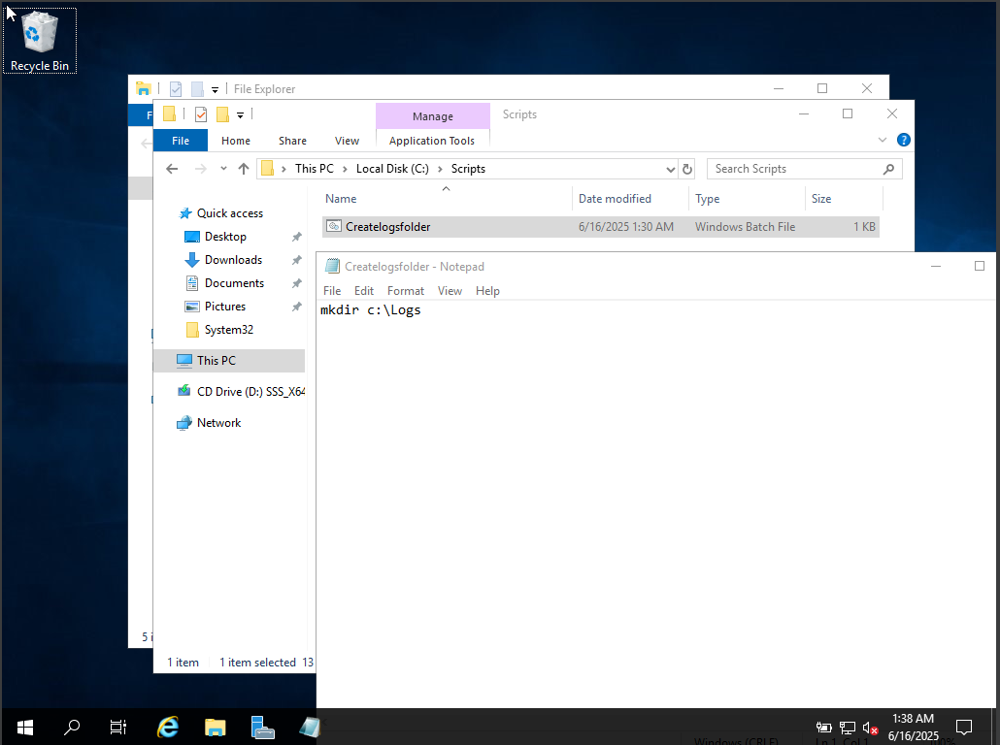 Recycle Bin
File Explorer
F
Manage
Scripts
File
Home
Share
View
Application Tools
This PC
Local Disk (C:)
Scripts
Search Scripts
Name
Date modified
Type
Size
Createlogsfolder
6/16/2025 1:30 AM
Windows Batch File
1 KB
Quick access
Desktop
Downloads
Documents
Pictures
System32
This PC
CD Drive (D:) SSS_X64
Network
Createlogsfolder - Notepad
File
Edit
Format
View
Help
mkdir c:\Logs
5 i
1 item
1 item selected
13
1:38 AM
6/16/2025
Windows (CRLF)
Ln 1, Col 1